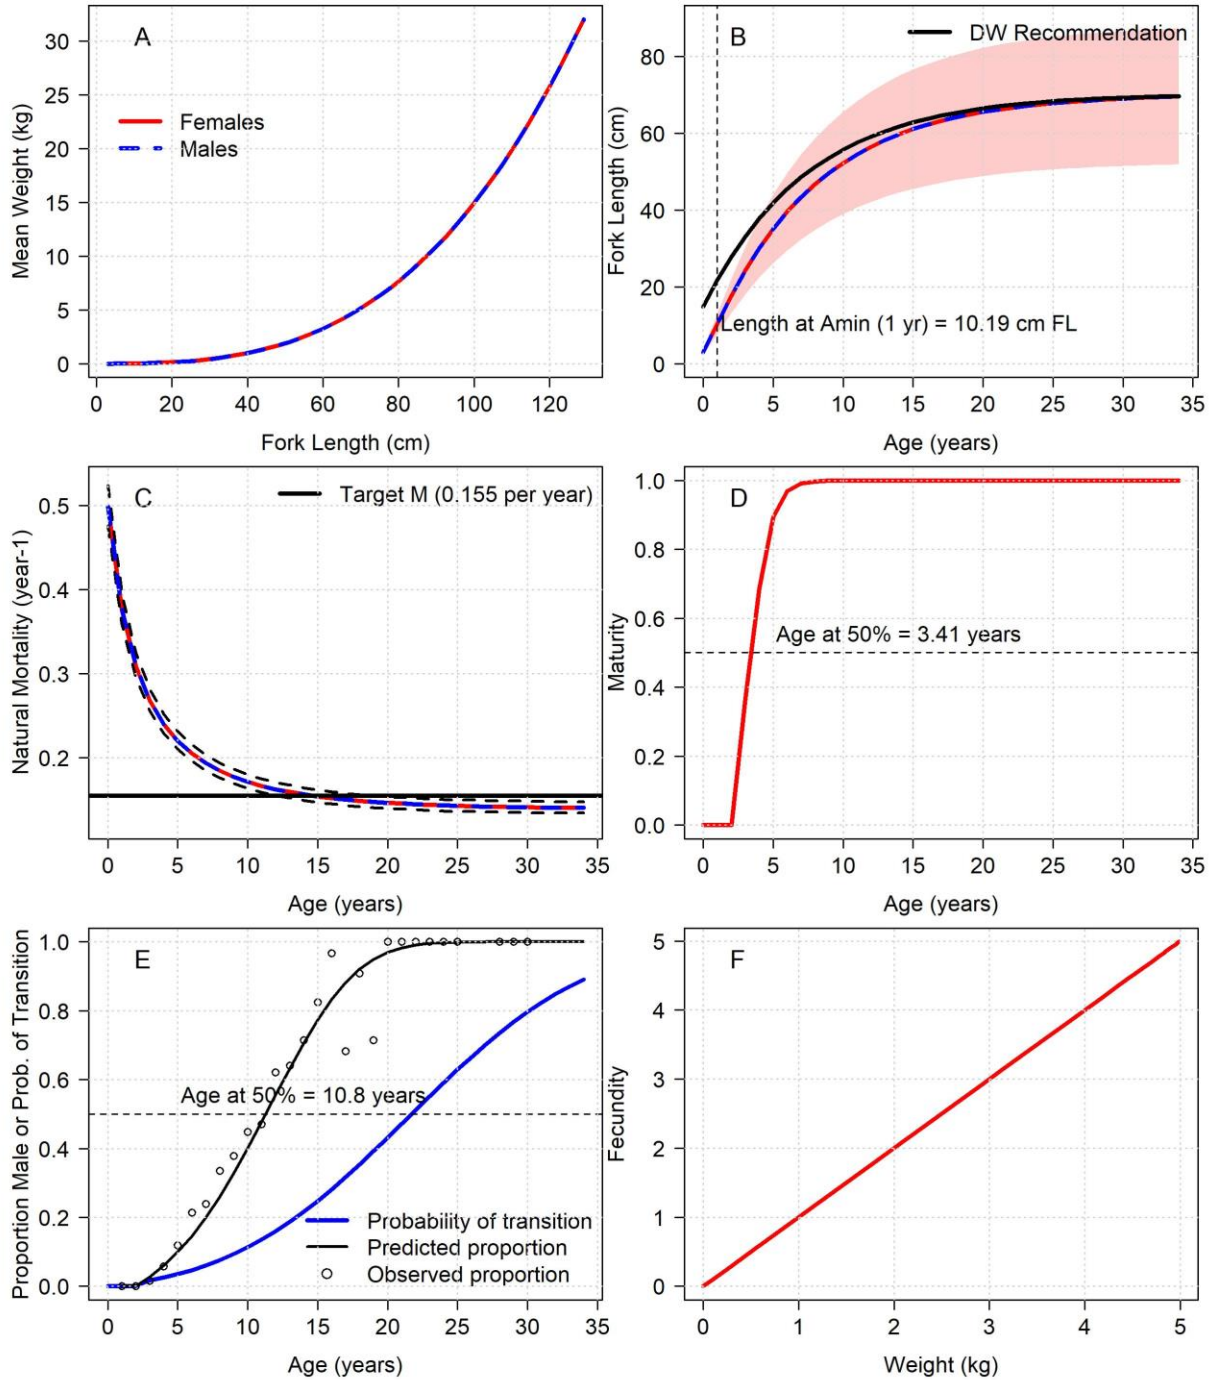 A
Females
Males
Mean Weight (kg)
30
25
20
15
10
5
0
0 20 40 60 80 100 120
Fork Length (cm)
B
DW Recommendation
Fork Length (cm)
80
60
40
20
0
Length at Amin (1 yr) = 10.19 cm FL
0 5 10 15 20 25 30 35
Age (years)
C
Target M (0.155 per year)
Natural Mortality (year-1)
0.5
0.4
0.3
0.2
0 5 10 15 20 25 30 35
Age (years)
D
Maturity
1.0
0.8
0.6
0.4
0.2
0.0
Age at 50% = 3.41 years
0 5 10 15 20 25 30 35
Age (years)
E
Proportion Male or Prob. of Transition
1.0
0.8
0.6
0.4
0.2
0.0
Age at 50% = 10.8 years
Probability of transition
Predicted proportion
Observed proportion
0 5 10 15 20 25 30 35
Age (years)
F
Fecundity
5
4
3
2
1
0
0 1 2 3 4 5
Weight (kg)